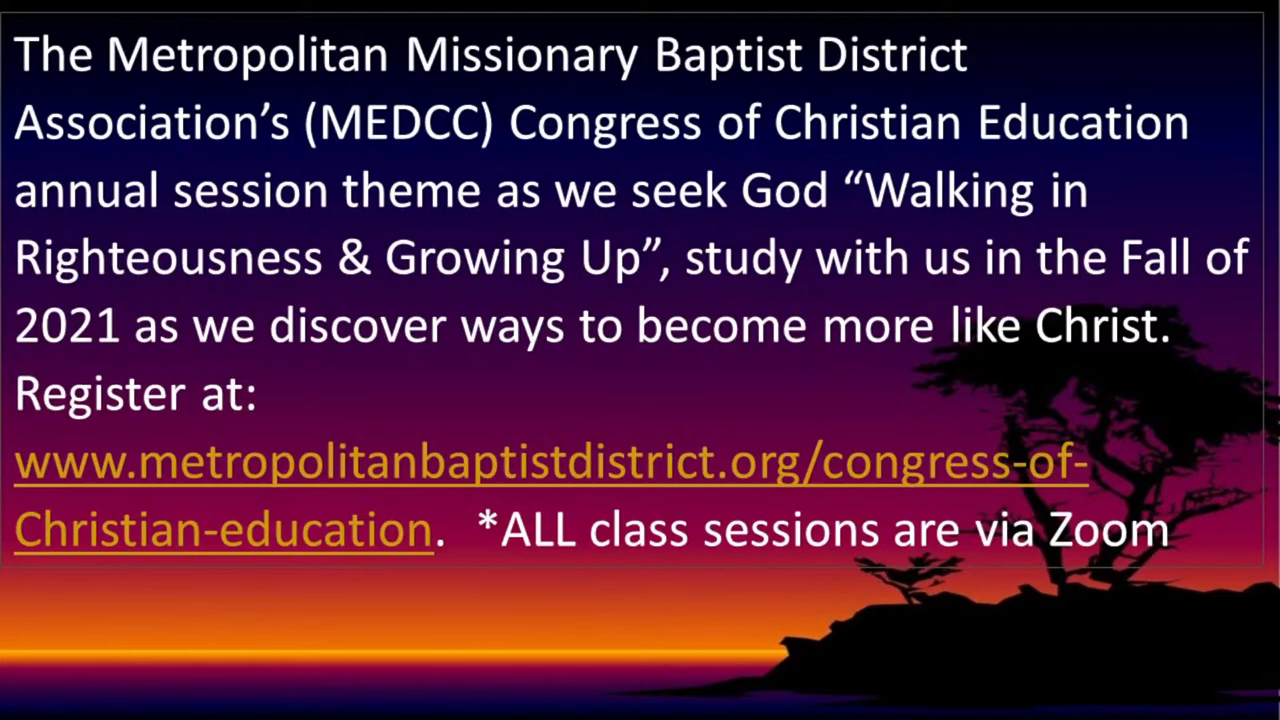 The Metropolitan Missionary Baptist District
Association’s (MEDCC) Congress of Christian Education
annual session theme as we seek God “Walking in
Righteousness & Growing Up”, study with us in the Fall of
2021 as we discover ways to become more like Christ.
Register at:
www.metropolitanbaptistdistrict.org/congress-of-
Christian-education.  *ALL class sessions are via Zoom